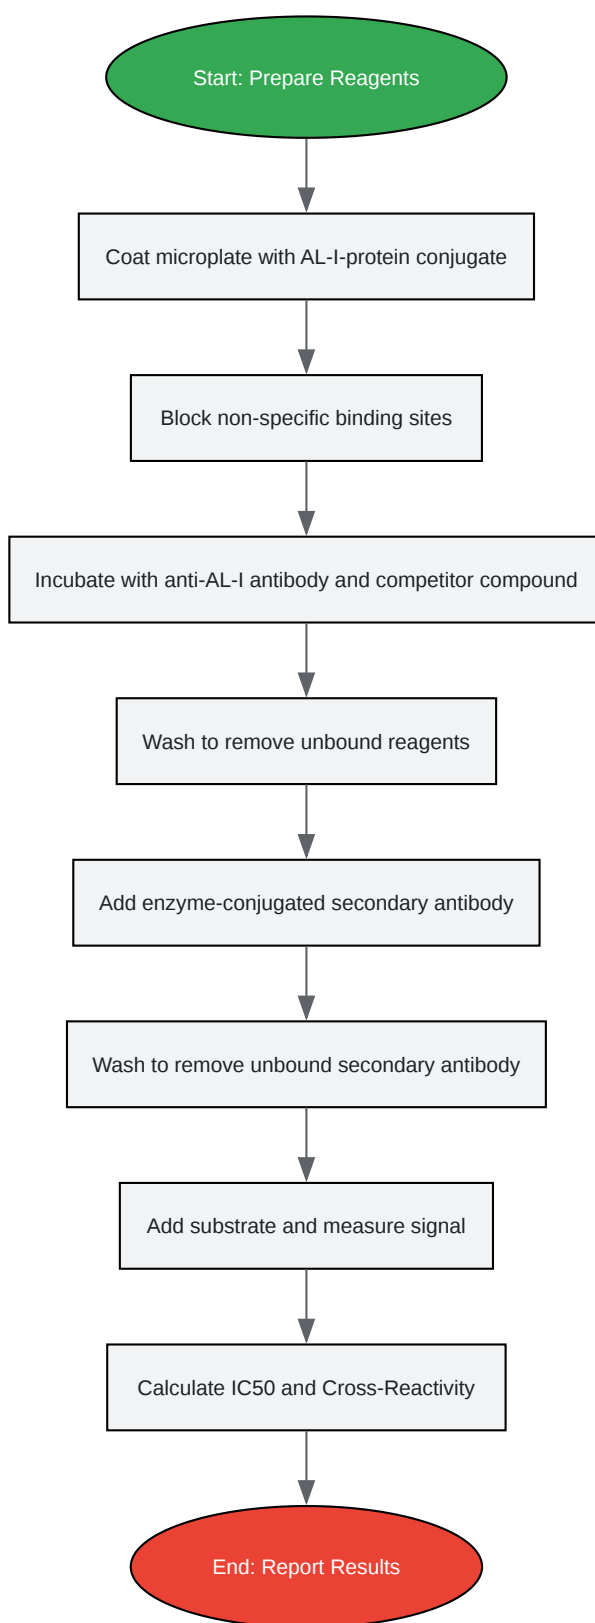 Start: Prepare Reagents
Coat microplate with AL-I-protein conjugate
Block non-specific binding sites
Incubate with anti-AL-I antibody and competitor compound
Wash to remove unbound reagents
Add enzyme-conjugated secondary antibody
Wash to remove unbound secondary antibody
Add substrate and measure signal
Calculate IC50 and Cross-Reactivity
End: Report Results